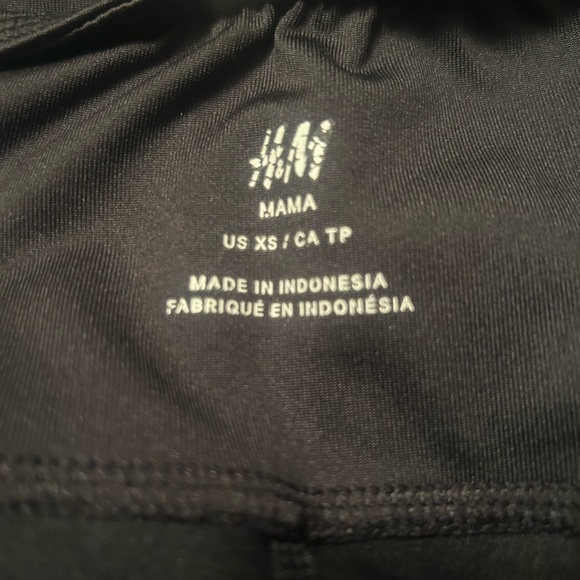 H&M
MAMA
US XS / CA TP
MADE IN INDONESIA
FABRIQUÉ EN INDONÉSIA